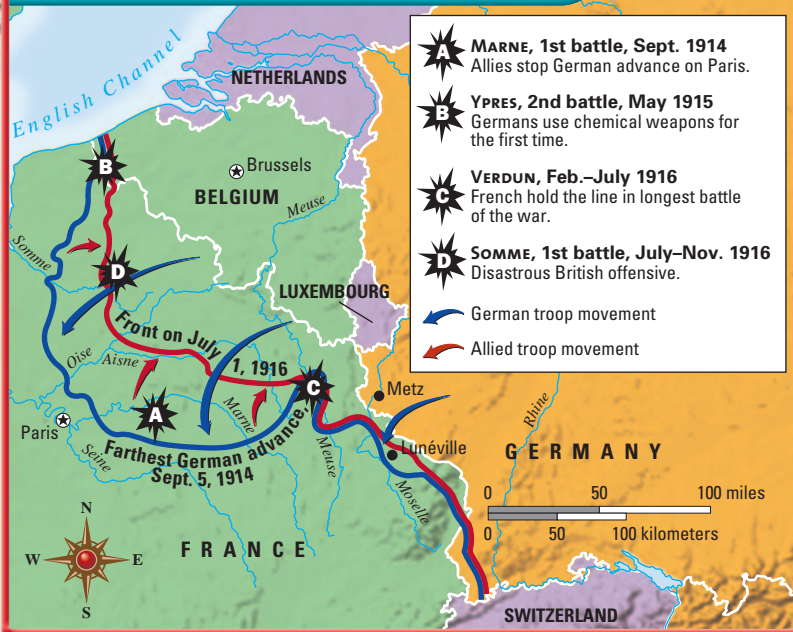 A
MARNE, 1st battle, Sept. 1914
Allies stop German advance on Paris.
B
YPRES, 2nd battle, May 1915
Germans use chemical weapons for
the first time.
C
VERDUN, Feb.–July 1916
French hold the line in longest battle
of the war.
D
SOMME, 1st battle, July–Nov. 1916
Disastrous British offensive.
German troop movement
Allied troop movement
English Channel
NETHERLANDS
B
Brussels
BELGIUM
Meuse
Somme
D
LUXEMBOURG
Front on July
1, 1916
Oise
Aisne
C
Metz
Marne
A
Paris
Seine
Farthest German advance,
Sept. 5, 1914
Meuse
Lunéville
Moselle
Rhine
GERMANY
FRANCE
N
W
E
S
0 50 100 miles
0 50 100 kilometers
SWITZERLAND